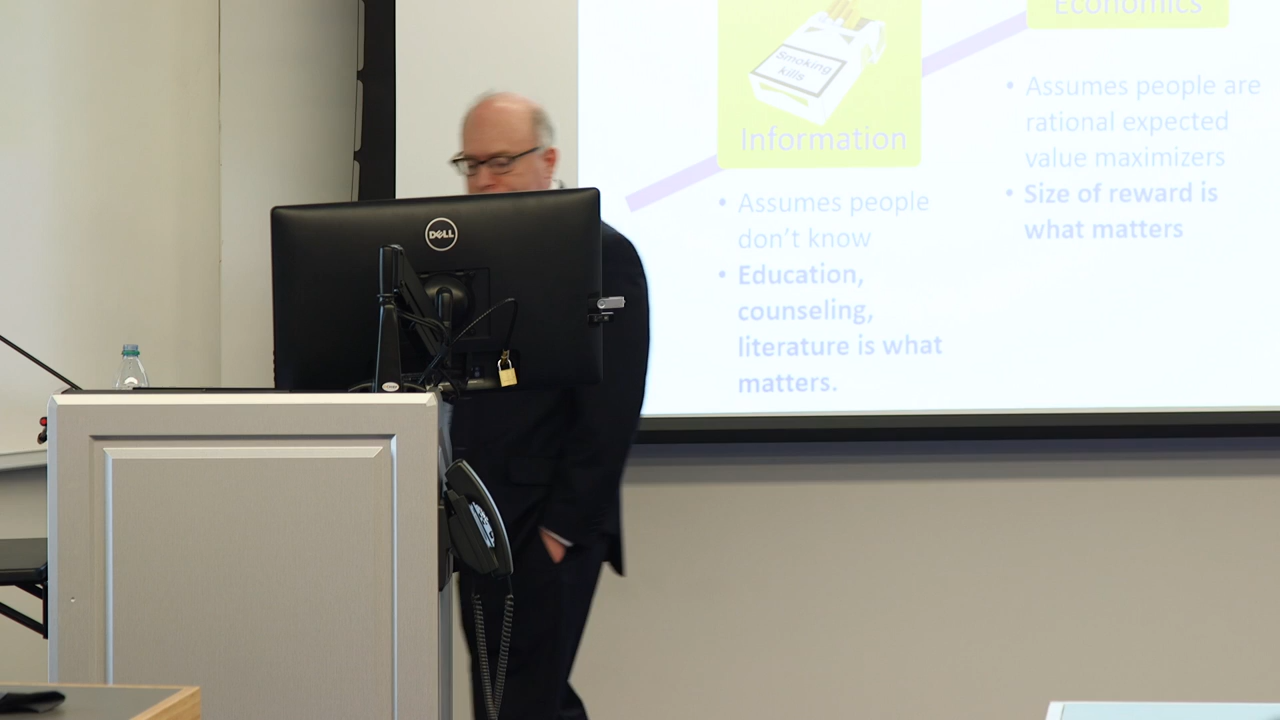 Smoking
kills
Information
• Assumes people
don't know
• Education,
counseling,
literature is what
matters.
Economics
• Assumes people are
rational expected
value maximizers
• Size of reward is
what matters
DELL